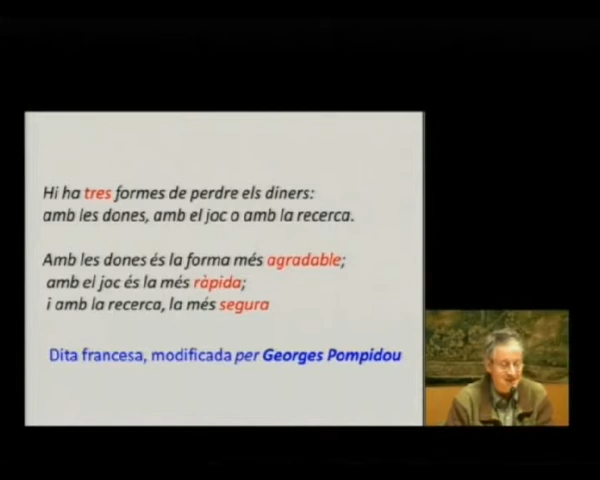 Hi ha tres formes de perdre els diners:
amb les dones, amb el joc o amb la recerca.
Amb les dones és la forma més agradable;
amb el joc és la més ràpida;
i amb la recerca, la més segura
Dita francesa, modificada per Georges Pompidou